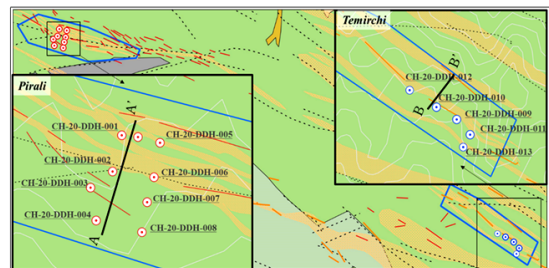 Temirchi
CH-20-DDH-012
B'
CH-20-DDH-010
B
CH-20-DDH-009
CH-20-DDH-011
CH-20-DDH-013
Pirali
A'
CH-20-DDH-001
CH-20-DDH-005
CH-20-DDH-002
CH-20-DDH-006
CH-20-DDH-003
CH-20-DDH-007
CH-20-DDH-004
CH-20-DDH-008
A